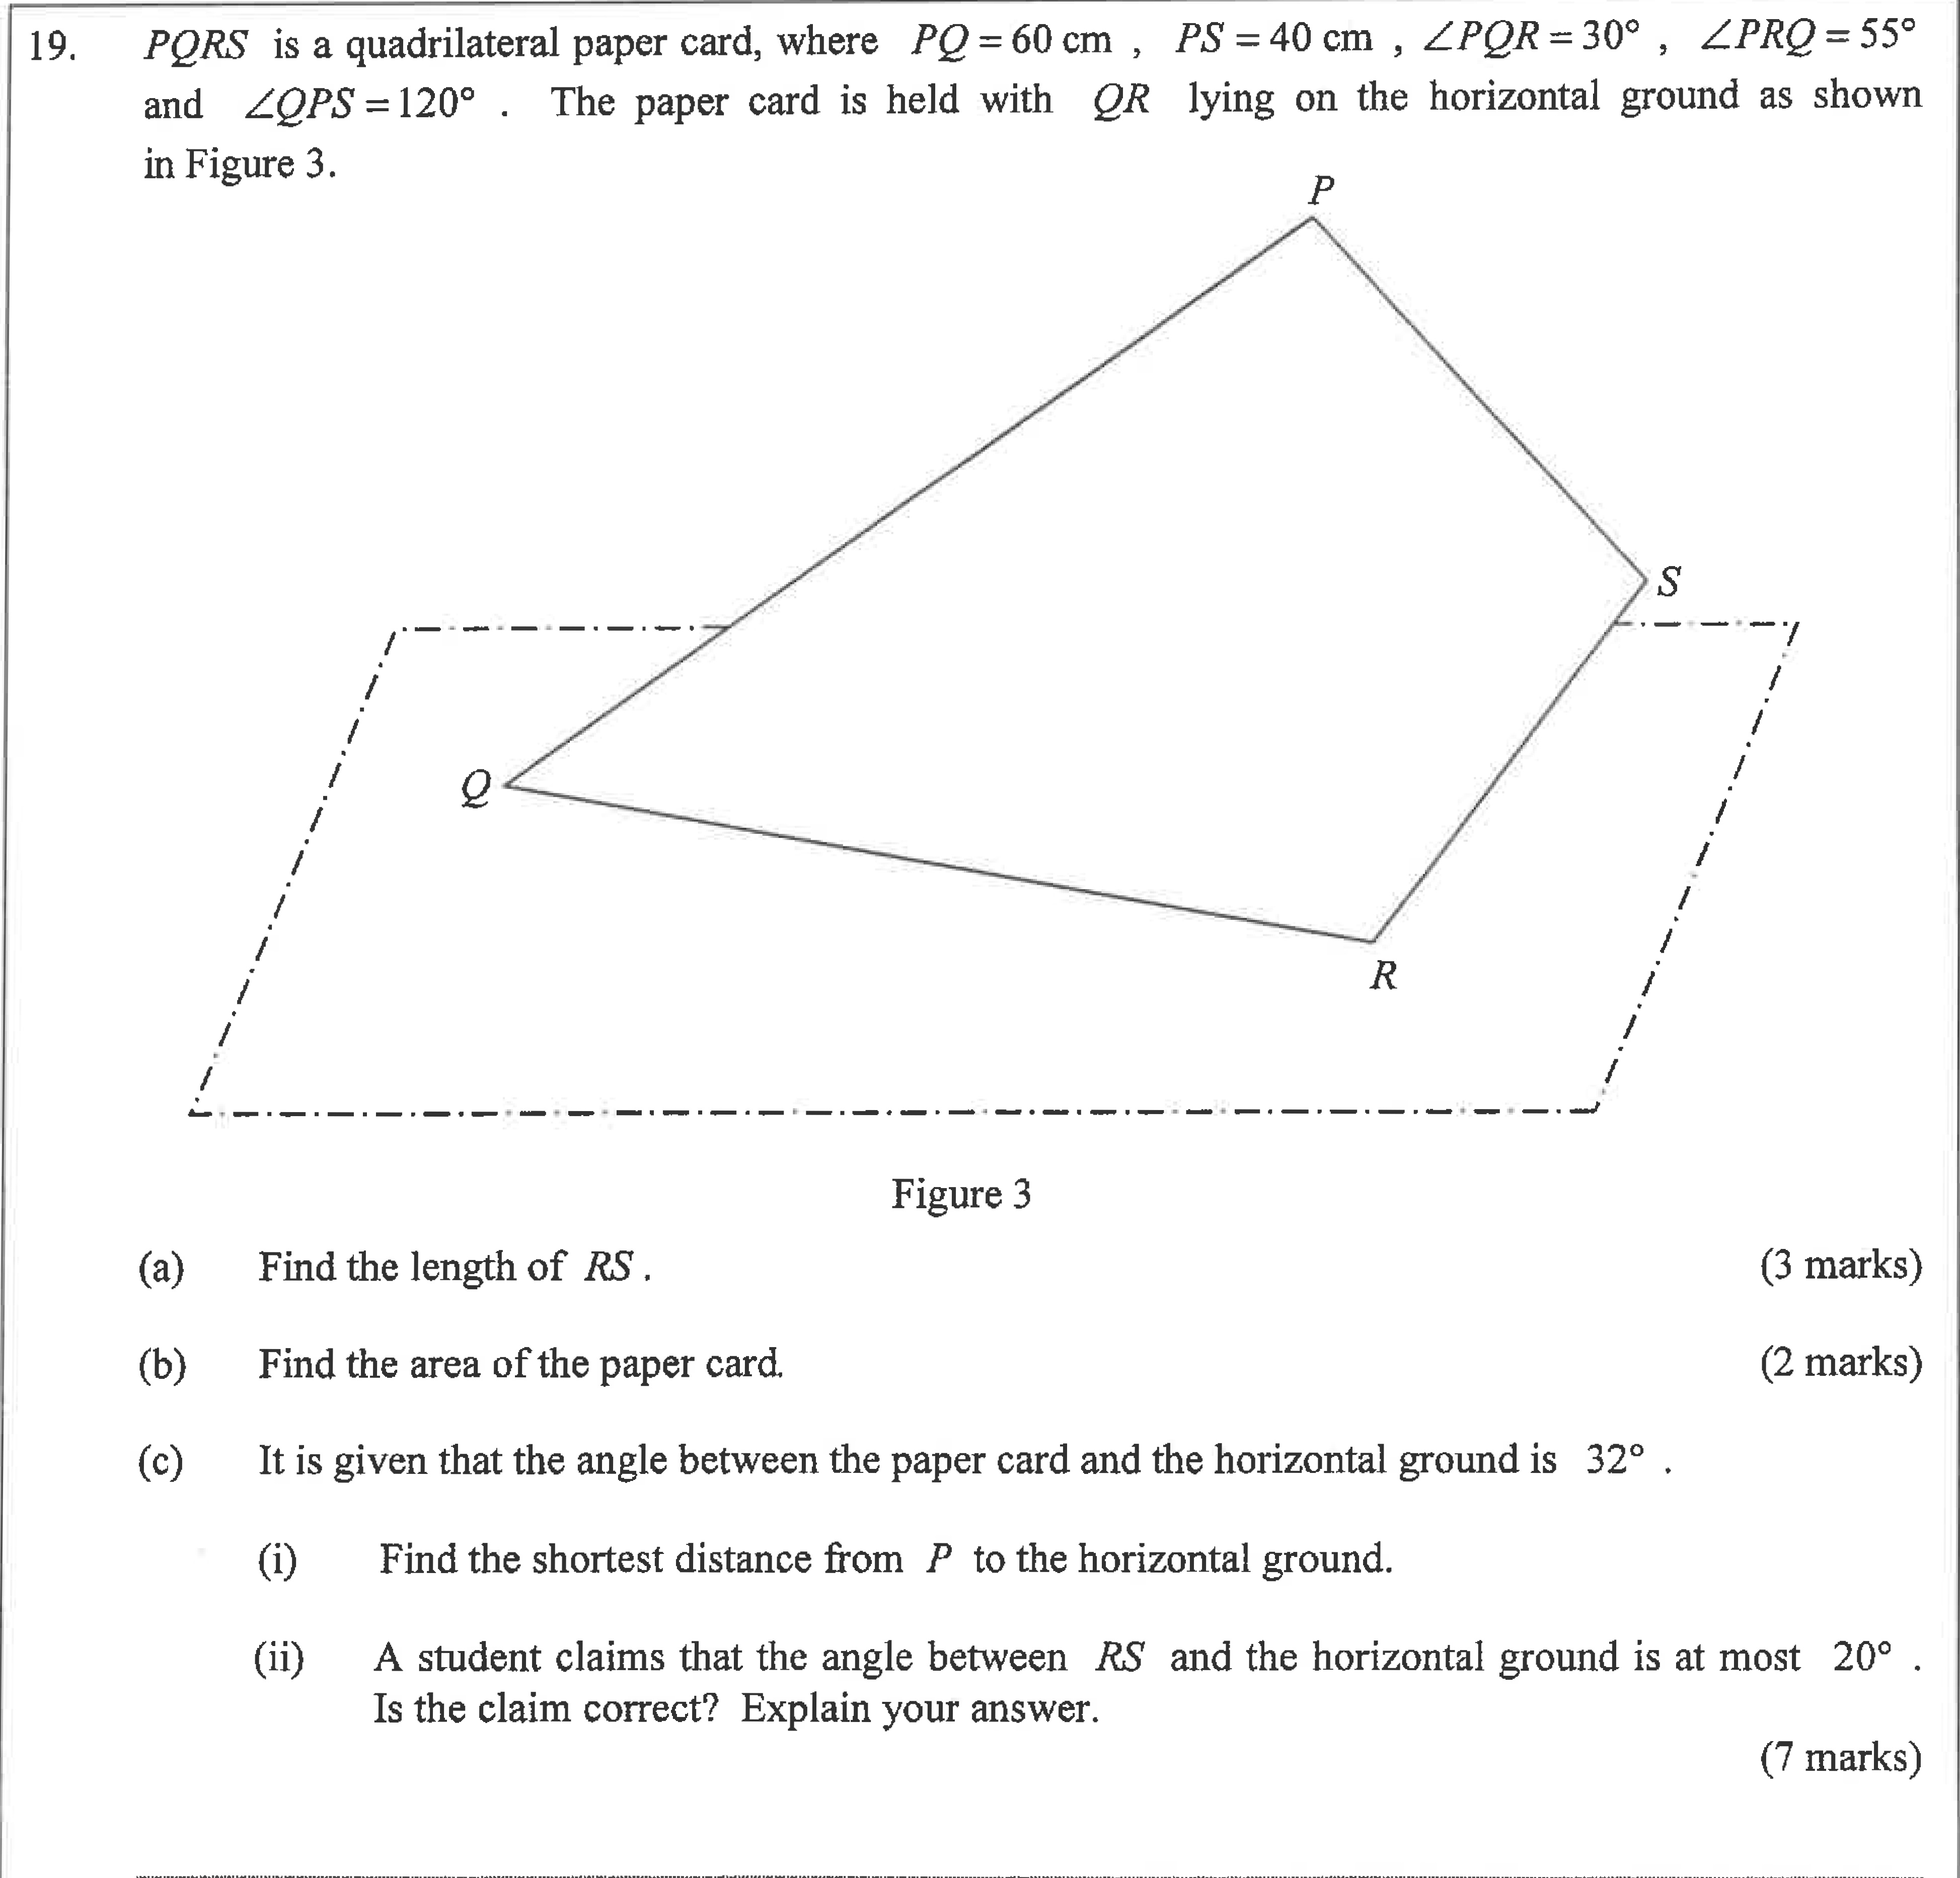 19. PQRS is a quadrilateral paper card, where PQ = 60 cm , PS = 40 cm , ∠PQR = 30° , ∠PRQ = 55°
and ∠QPS = 120° . The paper card is held with QR lying on the horizontal ground as shown
in Figure 3.
P
S
Q
R
Figure 3
(a) Find the length of RS . (3 marks)
(b) Find the area of the paper card. (2 marks)
(c) It is given that the angle between the paper card and the horizontal ground is 32° .
(i) Find the shortest distance from P to the horizontal ground.
(ii) A student claims that the angle between RS and the horizontal ground is at most 20° .
Is the claim correct? Explain your answer.
(7 marks)